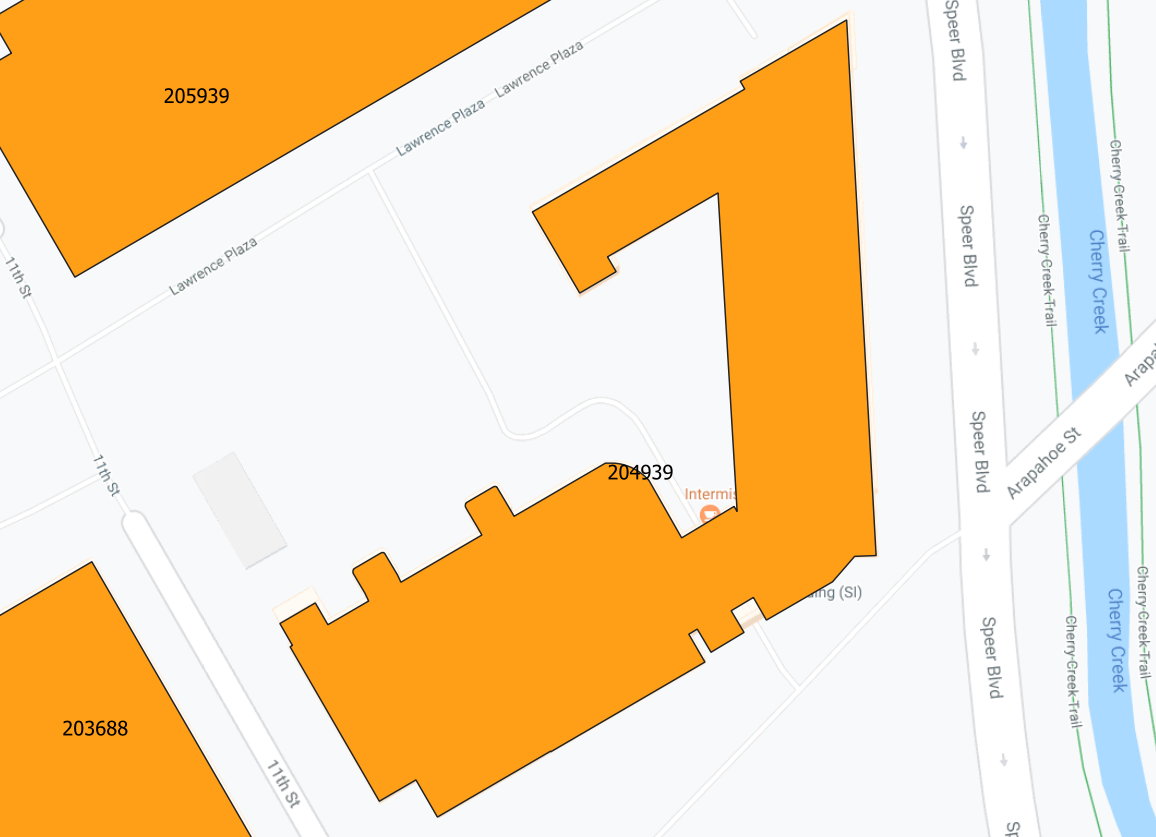 Speer Blvd
Lawrence Plaza
205939
Lawrence Plaza
Cherry-Creek-Trail
Lawrence Plaza
11th St
Speer Blvd
Cherry-Creek-Trail
Cherry Creek
Arapa
204939
Intermis
11th St
Speer Blvd
Arapahoe St
ing (SI)
203688
Speer Blvd
Cherry-Creek-Trail
Cherry Creek
Cherry-Creek-Trail
11th St
Sp